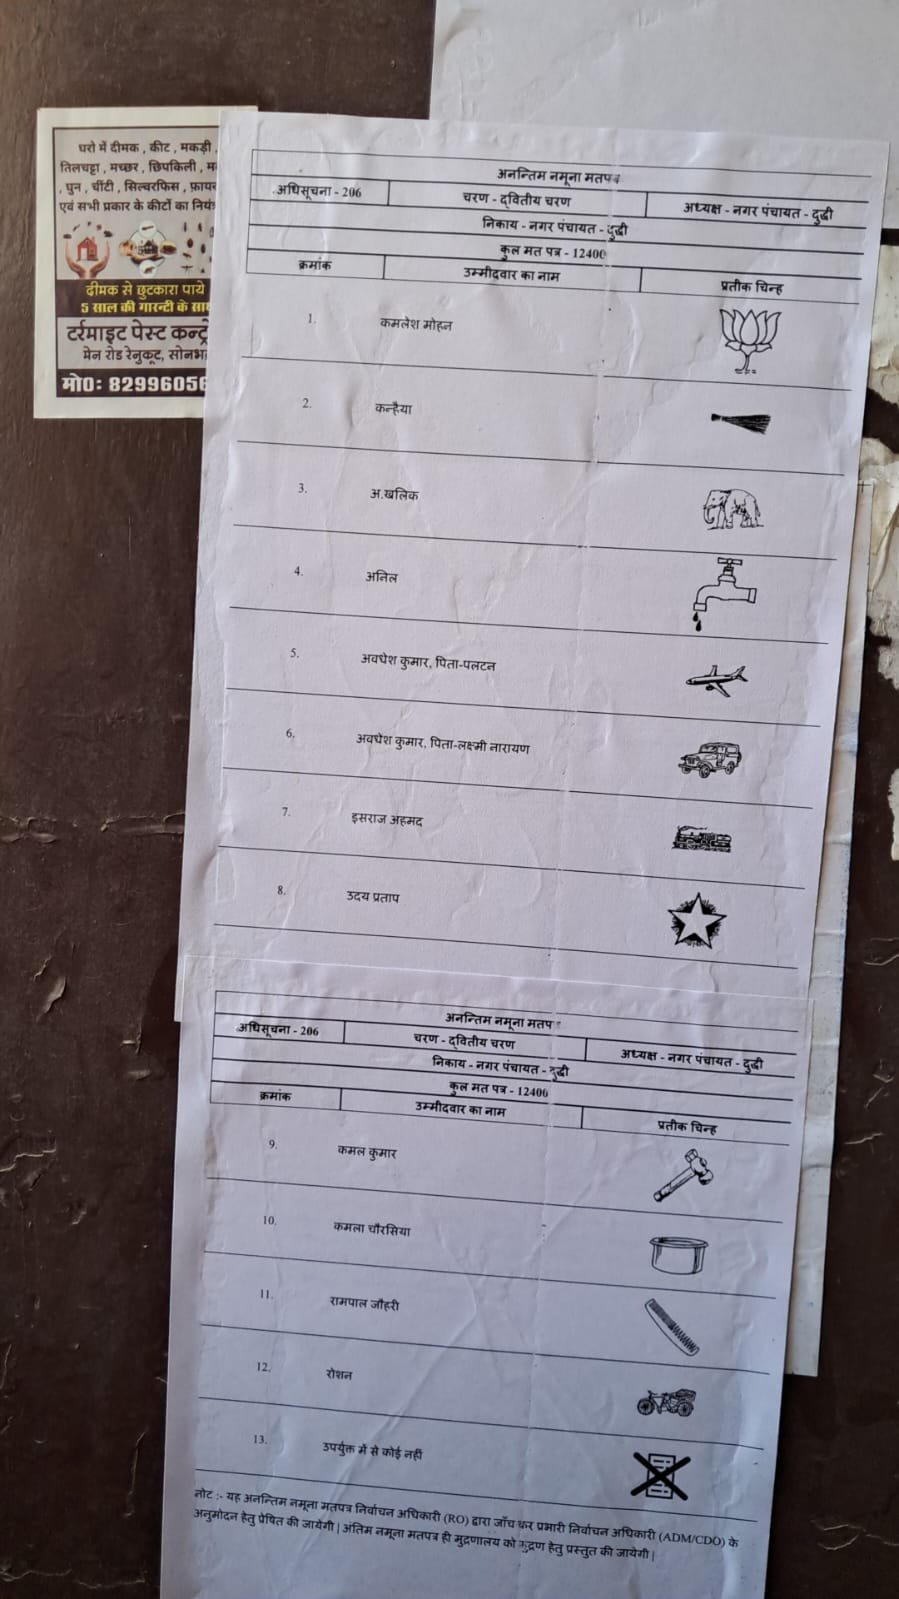 घरो में दीमक , कीट , मकड़ी ,
तिलचट्टा , मच्छर , छिपकिली ,
घुन , चींटी , सिल्वरफिस ,
एवं सभी प्रकार के कीटों का
दीमक से छुटकारा पाये
5 साल की गारन्टी के
टर्रमाइट पेस्ट
मेन रोड रेनुकूट,
मो0: 8299605
अनन्तिम नमूना
अधिसूचना - 206 चरण - द्वितीय चरण अध्यक्ष - नगर पंचायत - दुद्धी
निकाय - नगर पंचायत - दुद्धी
कुल मत पत्र - 12400
क्रमांक उम्मीदवार का नाम प्रतीक चिन्ह
1. कमलेश मोहन
2. कन्हैया
3. अ.खलिक
4. अनिल
5. अवधेश कुमार, पिता-पलटन
6. अवधेश कुमार, पिता-लक्ष्मी नारायण
7. इसराज अहमद
8. उदय प्रताप
अनन्तिम नमूना
अधिसूचना - 206 चरण - द्वितीय चरण अध्यक्ष - नगर पंचायत - दुद्धी
निकाय - नगर पंचायत - दुद्धी
कुल मत पत्र - 12400
क्रमांक उम्मीदवार का नाम प्रतीक चिन्ह
9. कमल कुमार
10. कमला चौरसिया
11. रामपाल जौहरी
12. रोशन
13. उपर्युक्त में से कोई नहीं
नोट :- यह अनन्तिम नमूना मतपत्र निर्वाचन अधिकारी (RO) द्वारा जाँच कर प्रभारी निर्वाचन अधिकारी (ADM/CDO) के
अनुमोदन हेतु प्रेषित की जायेगी | अंतिम नमूना मतपत्र ही मुद्रणालय को मुद्रण हेतु प्रस्तुत की जायेगी |